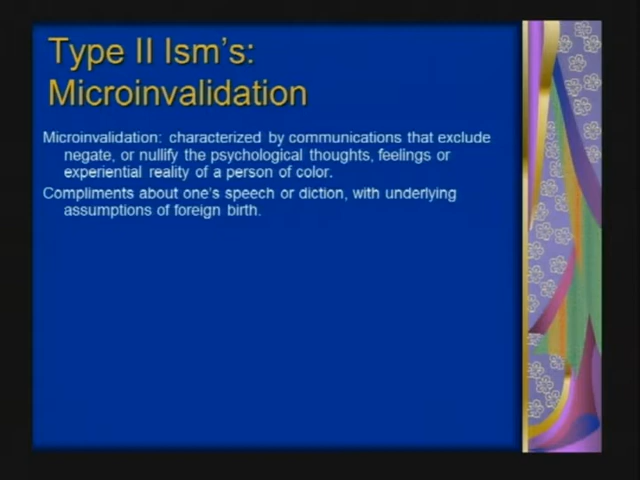 Type II Ism's:
Microinvalidation
Microinvalidation: characterized by communications that exclude
negate, or nullify the psychological thoughts, feelings or
experiential reality of a person of color.
Compliments about one's speech or diction, with underlying
assumptions of foreign birth.